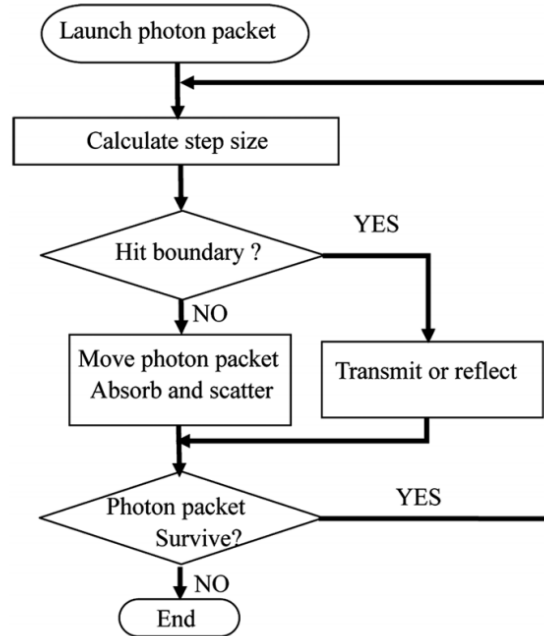 Launch photon packet
Calculate step size
Hit boundary ?
YES
NO
Move photon packet
Absorb and scatter
Transmit or reflect
Photon packet
Survive?
YES
NO
End